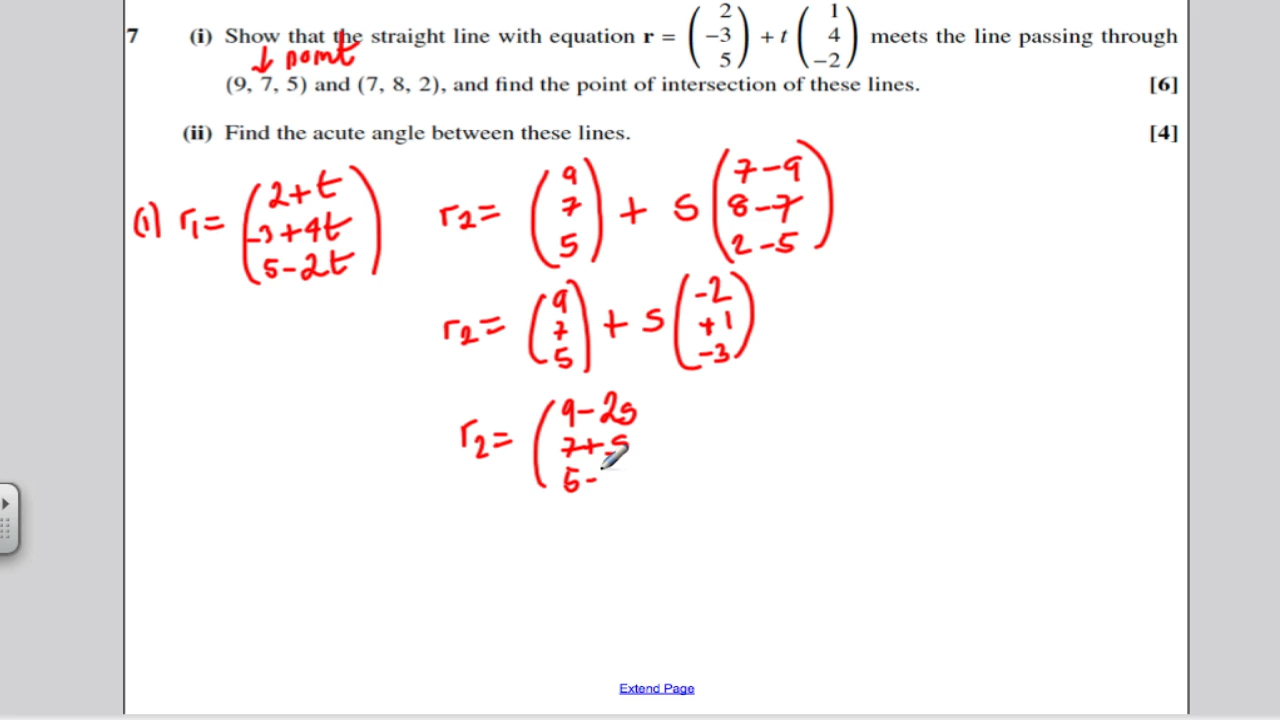 7 (i) Show that the straight line with equation r = (2 −3 5) + t (1 4 −2) meets the line passing through
↓ point
(9, 7, 5) and (7, 8, 2), and find the point of intersection of these lines. [6]
(ii) Find the acute angle between these lines. [4]
(i) r1 = (2+t -3+4t 5-2t) r2 = (9 7 5) + s (7-9 8-7 2-5)
r2 = (9 7 5) + s (-2 +1 -3)
r2 = (9-2s 7+s 5-
Extend Page